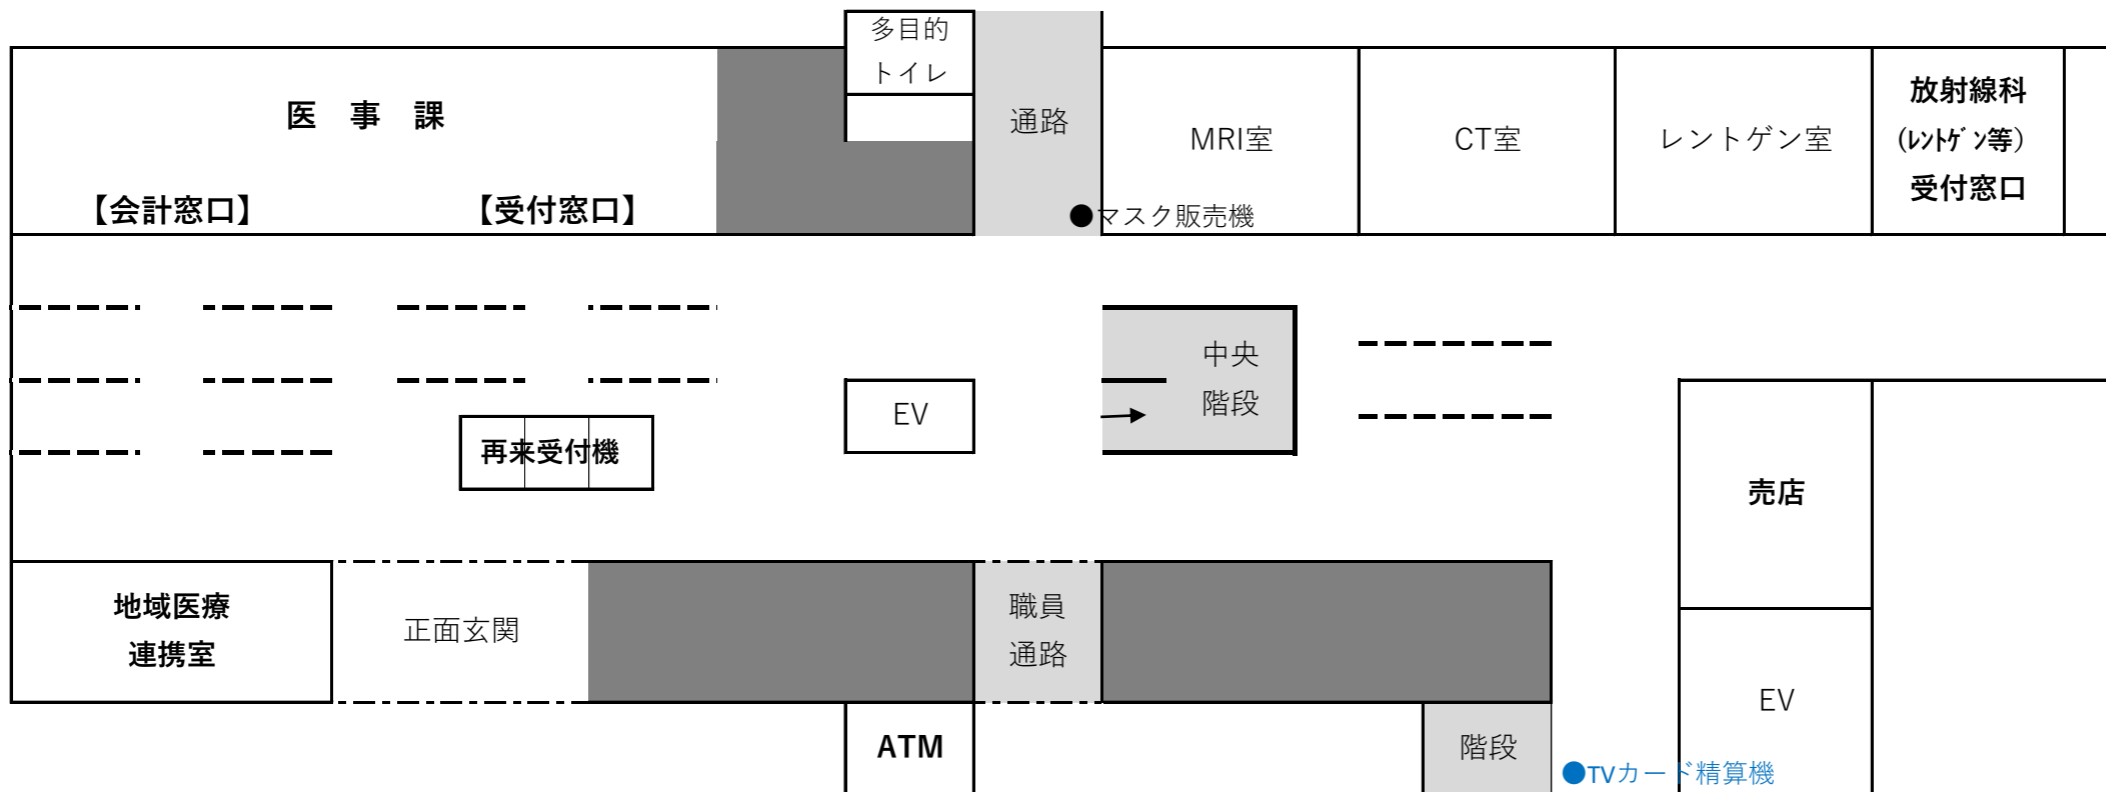 多目的
トイレ
医 事 課
通路
MRI室
CT室
レントゲン室
放射線科
(ﾚﾝﾄｹﾞﾝ等)
受付窓口
【会計窓口】
【受付窓口】
●マスク販売機
中央
階段
EV
再来受付機
売店
地域医療
連携室
正面玄関
職員
通路
EV
ATM
階段
●TVカード精算機